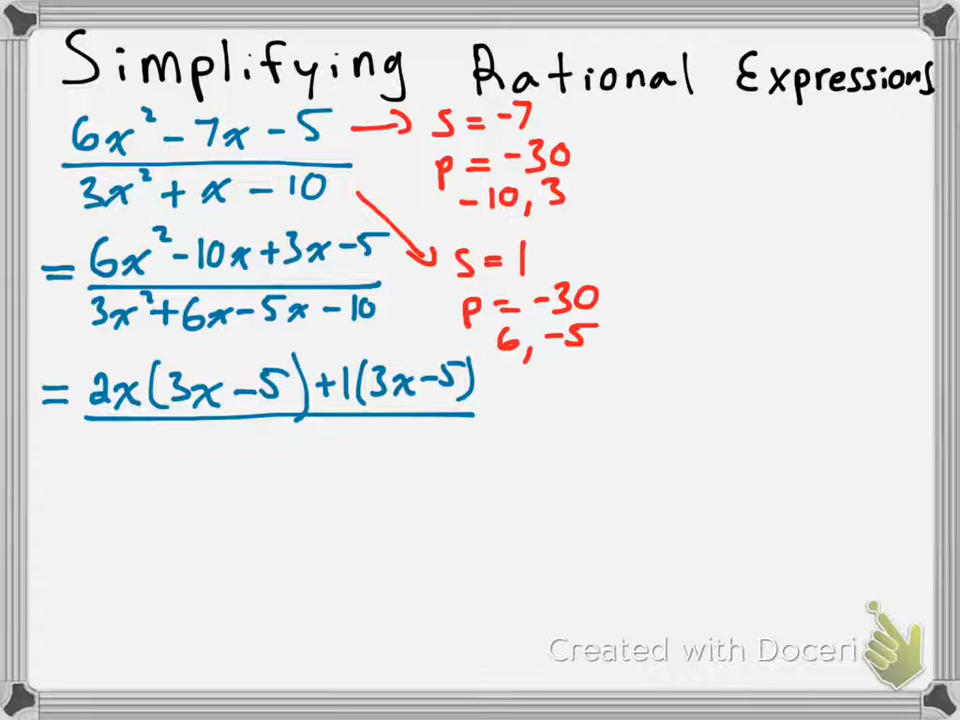 Simplifying Rational Expressions
6x² - 7x - 5 → s = -7
p = -30
3x² + x - 10
-10, 3
= 6x² - 10x + 3x - 5
s = 1
3x² + 6x - 5x - 10
p = -30
6, -5
= 2x(3x - 5) + 1(3x - 5)
Created with Doceri